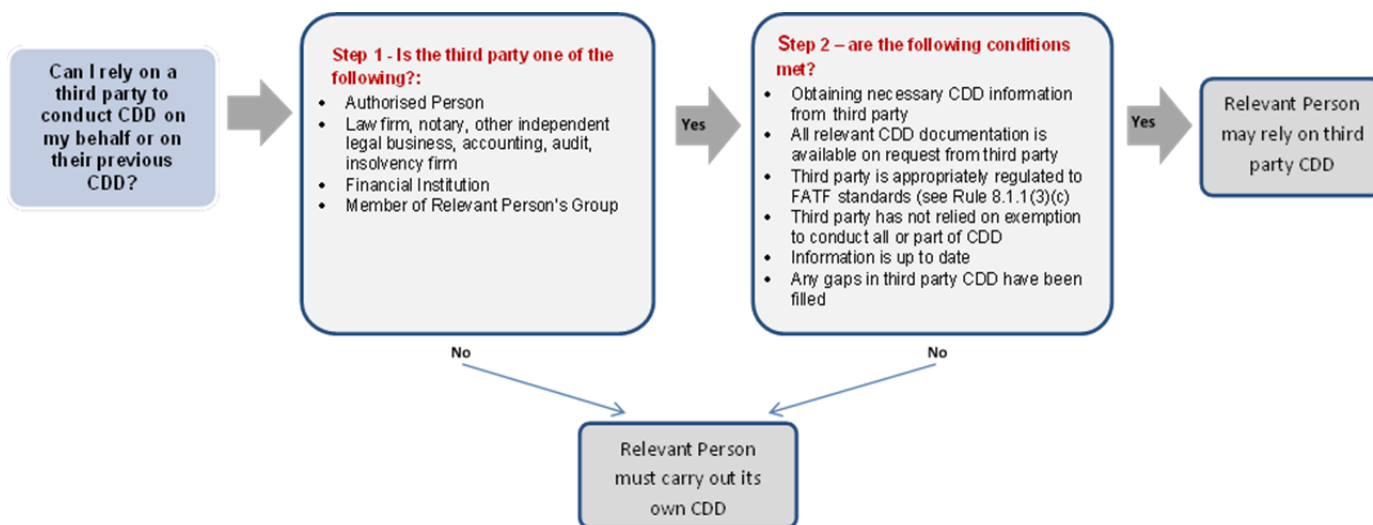 Can I rely on a
third party to
conduct CDD on
my behalf or on
their previous
CDD?
Step 1 - Is the third party one of the
following?:
• Authorised Person
• Law firm, notary, other independent
legal business, accounting, audit,
insolvency firm
• Financial Institution
• Member of Relevant Person's Group
Yes
Step 2 – are the following conditions
met?
• Obtaining necessary CDD information
from third party
• All relevant CDD documentation is
available on request from third party
• Third party is appropriately regulated to
FATF standards (see Rule 8.1.1(3)(c)
• Third party has not relied on exemption
to conduct all or part of CDD
• Information is up to date
• Any gaps in third party CDD have been
filled
Yes
Relevant Person
may rely on third
party CDD
No
No
Relevant Person
must carry out its
own CDD